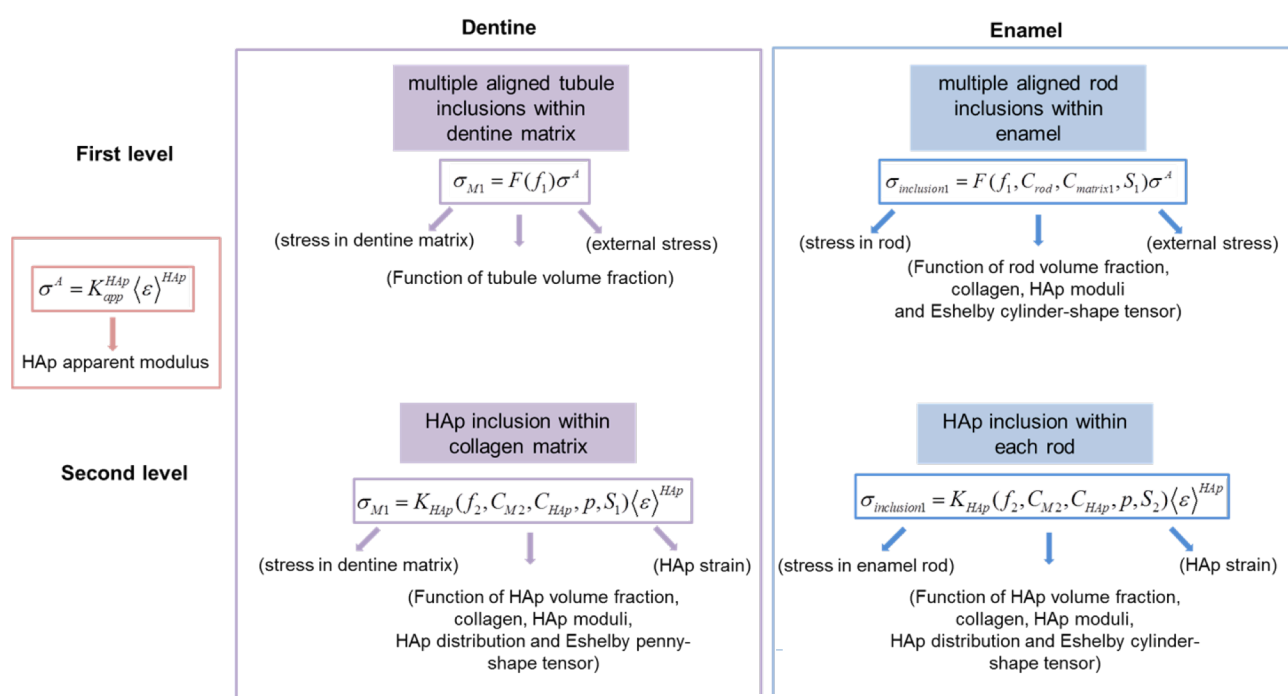 Dentine
Enamel
First level
Second level
σ^A = K_app^HAp ⟨ε⟩^HAp
HAp apparent modulus
multiple aligned tubule
inclusions within
dentine matrix
σ_M1 = F(f_1)σ^A
(stress in dentine matrix)
(external stress)
(Function of tubule volume fraction)
HAp inclusion within
collagen matrix
σ_M1 = K_HAp(f_2, C_M2, C_HAp, p, S_1)⟨ε⟩^HAp
(stress in dentine matrix)
(HAp strain)
(Function of HAp volume fraction,
collagen, HAp moduli,
HAp distribution and Eshelby penny-
shape tensor)
multiple aligned rod
inclusions within
enamel
σ_inclusion1 = F(f_1, C_rod, C_matrix1, S_1)σ^A
(stress in rod)
(external stress)
(Function of rod volume fraction,
collagen, HAp moduli
and Eshelby cylinder-shape tensor)
HAp inclusion within
each rod
σ_inclusion1 = K_HAp(f_2, C_M2, C_HAp, p, S_2)⟨ε⟩^HAp
(stress in enamel rod)
(HAp strain)
(Function of HAp volume fraction,
collagen, HAp moduli,
HAp distribution and Eshelby cylinder-
shape tensor)